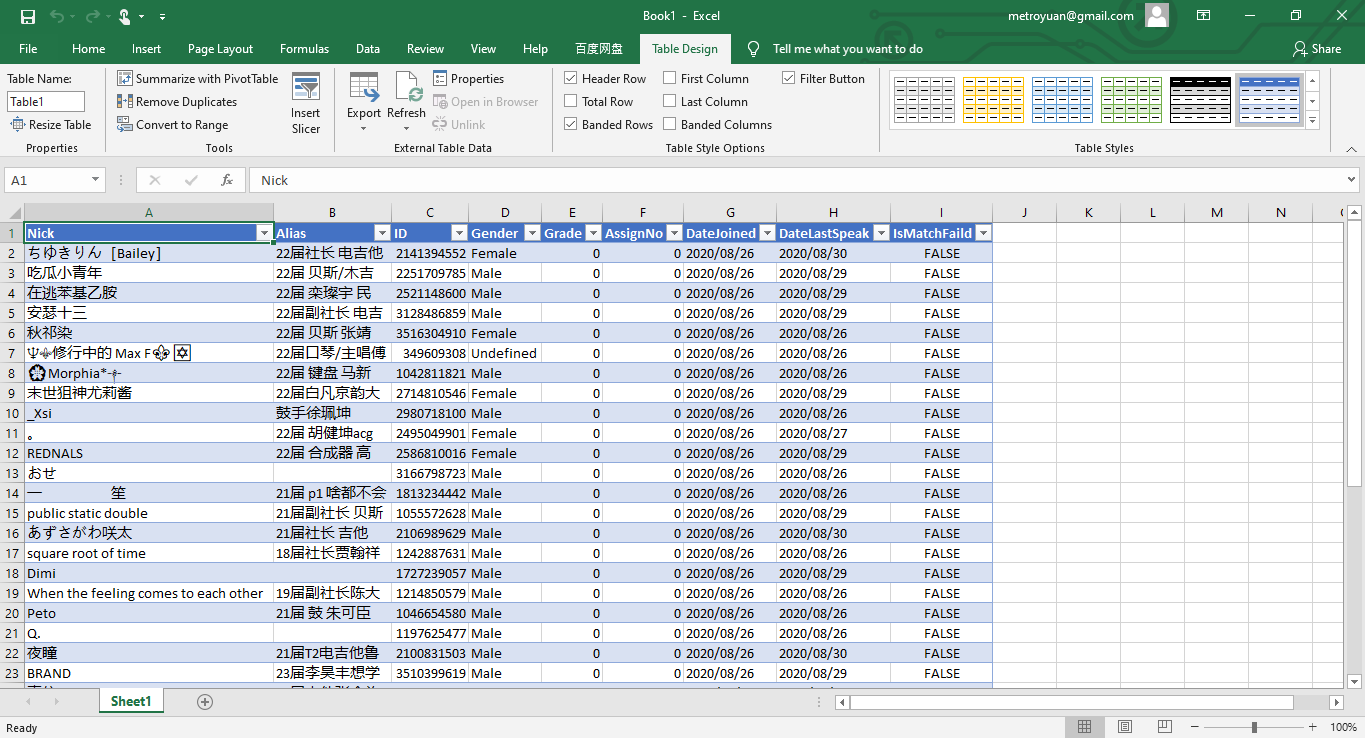 Book1 - Excel
metroyuan@gmail.com
File Home Insert Page Layout Formulas Data Review View Help 百度网盘 Table Design Tell me what you want to do Share
Table Name:
Table1
Resize Table
Properties
Summarize with PivotTable
Remove Duplicates
Convert to Range
Insert
Slicer
Tools
Export
Refresh
Properties
Open in Browser
Unlink
External Table Data
Header Row First Column Filter Button
Total Row Last Column
Banded Rows Banded Columns
Table Style Options
Table Styles
A1 fx Nick
A B C D E F G H I J K L M N
1 Nick Alias ID Gender Grade AssignNo DateJoined DateLastSpeak IsMatchFaild
2 ちゆきりん [Bailey] 22届社长 电吉他 2141394552 Female 0 0 2020/08/26 2020/08/30 FALSE
3 吃瓜小青年 22届 贝斯/木吉 2251709785 Male 0 0 2020/08/26 2020/08/26 FALSE
4 在逃苯基乙胺 22届 栾璨宇 民 2521148600 Male 0 0 2020/08/26 2020/08/29 FALSE
5 安瑟十三 22届副社长 电吉 3128486859 Male 0 0 2020/08/26 2020/08/29 FALSE
6 秋祁染 22届 贝斯 张靖 3516304910 Female 0 0 2020/08/26 2020/08/26 FALSE
7 修行中的 Max F 22届口琴/主唱傅 349609308 Undefined 0 0 2020/08/26 2020/08/26 FALSE
8 Morphia*-⸎- 22届 键盘 马新 1042811821 Male 0 0 2020/08/26 2020/08/26 FALSE
9 末世狙神尤莉酱 22届白凡京韵大 2714810546 Female 0 0 2020/08/26 2020/08/29 FALSE
10 _Xsi 鼓手徐珮坤 2980718100 Male 0 0 2020/08/26 2020/08/26 FALSE
11 。 22届 胡健坤acg 2495049901 Female 0 0 2020/08/26 2020/08/27 FALSE
12 REDNALS 22届 合成器 高 2586810016 Female 0 0 2020/08/26 2020/08/29 FALSE
13 おせ 3166798723 Male 0 0 2020/08/26 2020/08/26 FALSE
14 一 笙 21届 p1 啥都不会 1813234442 Male 0 0 2020/08/26 2020/08/26 FALSE
15 public static double 21届副社长 贝斯 1055572628 Male 0 0 2020/08/26 2020/08/29 FALSE
16 あずさがわ咲太 21届社长 吉他 2106989629 Male 0 0 2020/08/26 2020/08/30 FALSE
17 square root of time 18届社长贾翰祥 1242887631 Male 0 0 2020/08/26 2020/08/26 FALSE
18 Dimi 1727239057 Male 0 0 2020/08/26 2020/08/29 FALSE
19 When the feeling comes to each other 19届副社长陈大 1214850579 Male 0 0 2020/08/26 2020/08/26 FALSE
20 Peto 21届 鼓 朱可臣 1046654580 Male 0 0 2020/08/26 2020/08/26 FALSE
21 Q. 1197625477 Male 0 0 2020/08/26 2020/08/26 FALSE
22 夜瞳 21届T2电吉他鲁 2100831503 Male 0 0 2020/08/26 2020/08/30 FALSE
23 BRAND 23届李昊丰想学 3510399619 Male 0 0 2020/08/26 2020/08/29 FALSE
Sheet1
Ready
100%